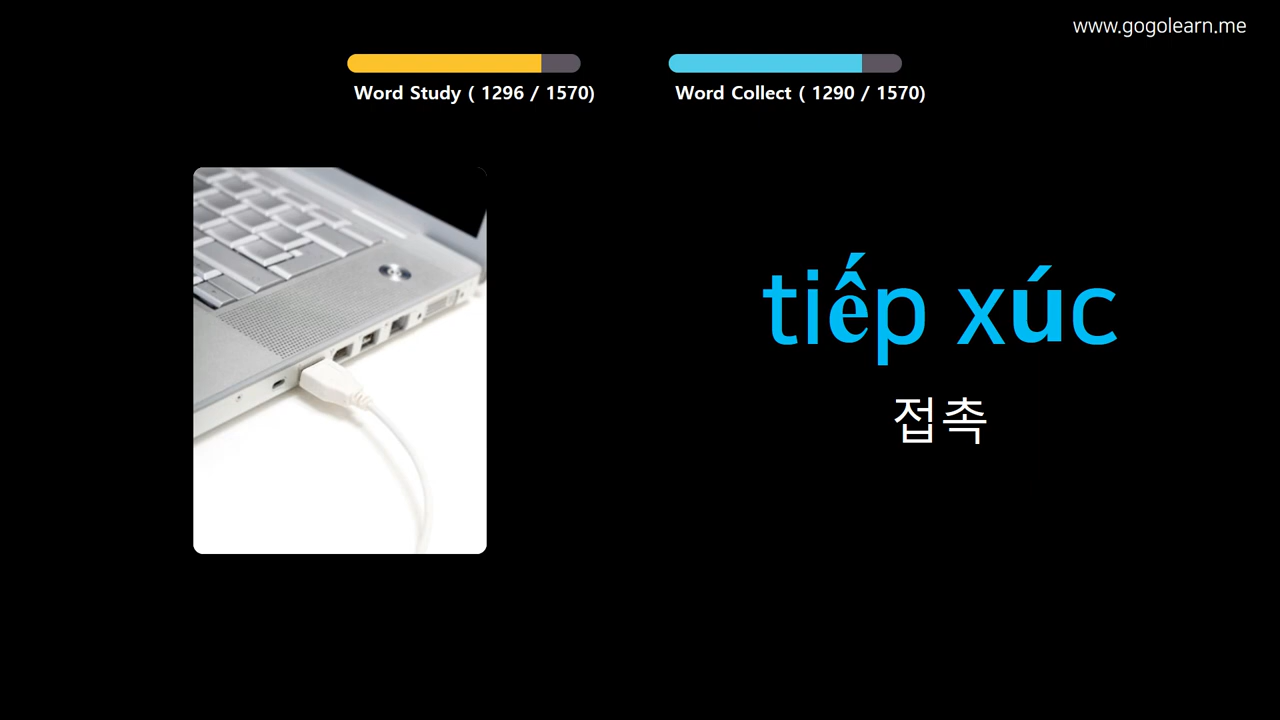 www.gogolearn.me
Word Study ( 1296 / 1570)
Word Collect ( 1290 / 1570)
tiếp xúc
접촉